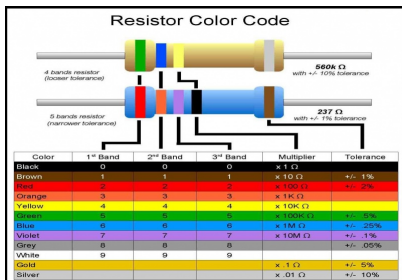 Resistor Color Code
4 bands resistor
(looser tolerance)
560k Ω
with +/- 10% tolerance
5 bands resistor
(narrower tolerance)
237 Ω
with +/- 1% tolerance
Color 1st Band 2nd Band 3rd Band Multiplier Tolerance
Black 0 0 0 x 1 Ω
Brown 1 1 1 x 10 Ω +/- 1%
Red 2 2 2 x 100 Ω +/- 2%
Orange 3 3 3 x 1K Ω
Yellow 4 4 4 x 10K Ω
Green 5 5 5 x 100K Ω +/- .5%
Blue 6 6 6 x 1M Ω +/- .25%
Violet 7 7 7 x 10M Ω +/- .1%
Grey 8 8 8 +/- .05%
White 9 9 9
Gold x .1 Ω +/- 5%
Silver x .01 Ω +/- 10%